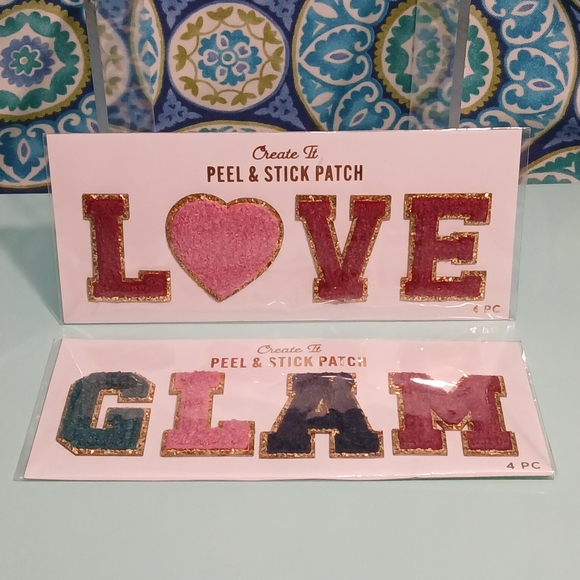 Create It
PEEL & STICK PATCH
L VE
4 PC
Create It
PEEL & STICK PATCH
GLAM
4 PC